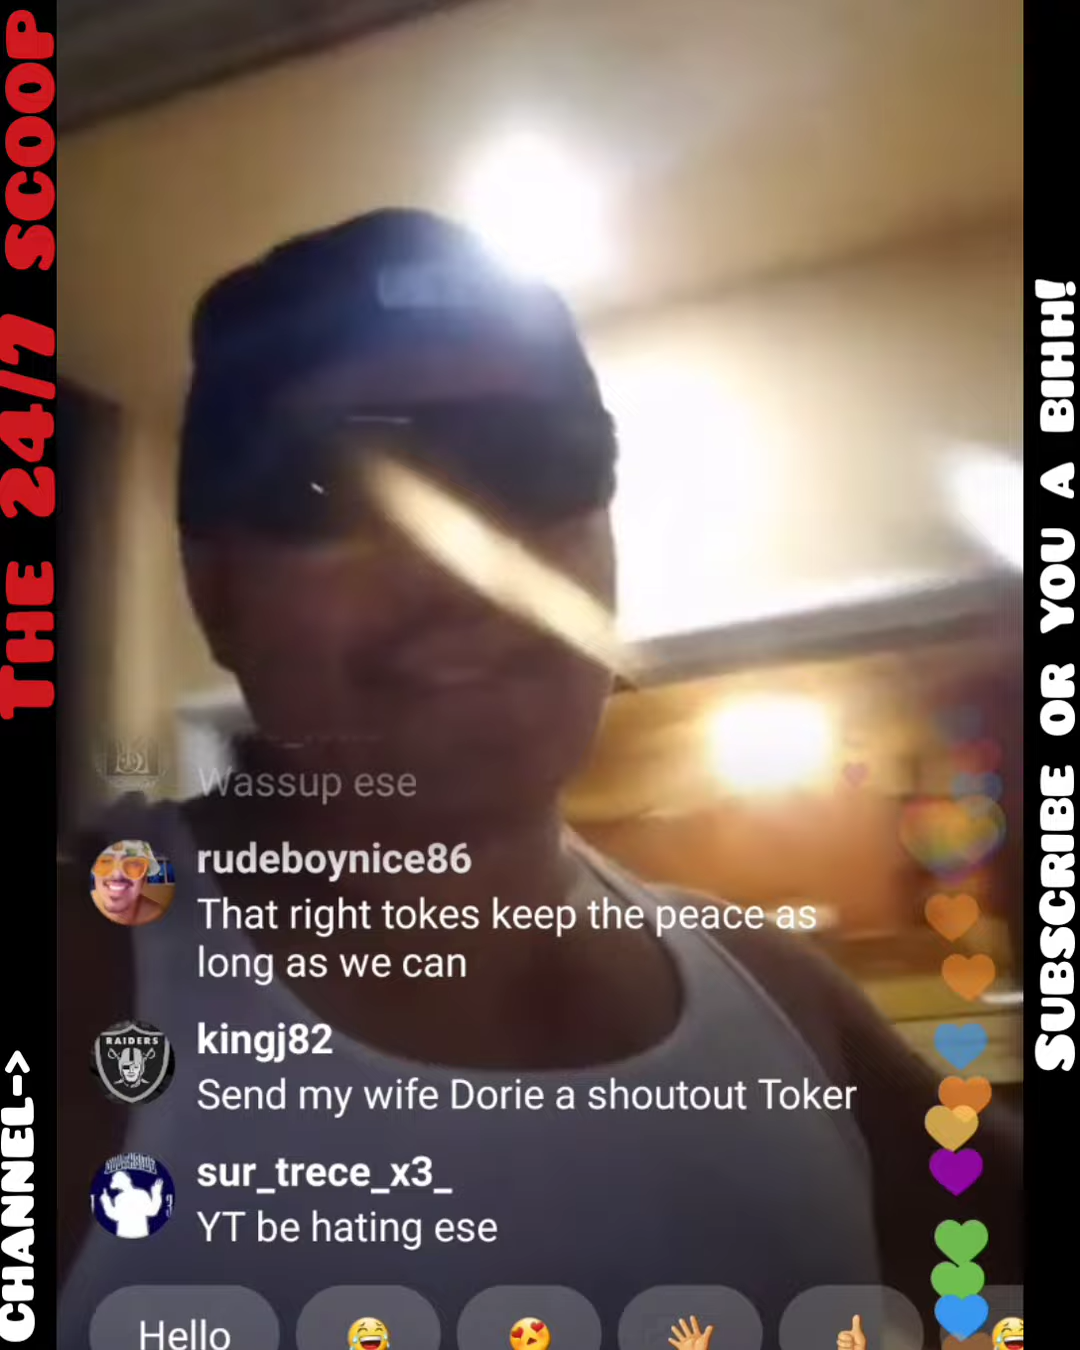 THE 24/7 SCOOP
CHANNEL-->
Wassup ese
rudeboynice86
That right tokes keep the peace as
long as we can
RAIDERS
kingj82
Send my wife Dorie a shoutout Toker
sur_trece_x3_
YT be hating ese
Hello
SUBSCRIBE OR YOU A BIHH!